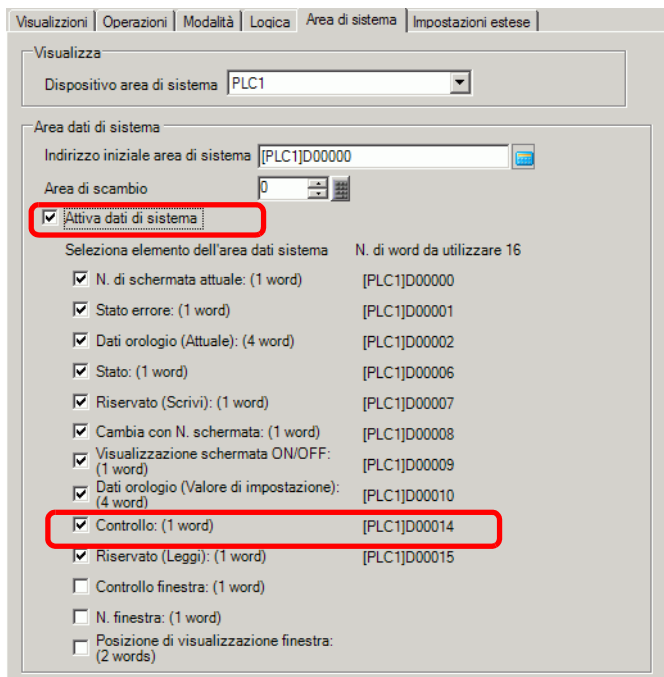 Visualizzioni Operazioni Modalità Logica Area di sistema Impostazioni estese
Visualizza
Dispositivo area di sistema PLC1
Area dati di sistema
Indirizzo iniziale area di sistema [PLC1]D00000
Area di scambio 0
Attiva dati di sistema
Seleziona elemento dell'area dati sistema N. di word da utilizzare 16
N. di schermata attuale: (1 word) [PLC1]D00000
Stato errore: (1 word) [PLC1]D00001
Dati orologio (Attuale): (4 word) [PLC1]D00002
Stato: (1 word) [PLC1]D00006
Riservato (Scrivi): (1 word) [PLC1]D00007
Cambia con N. schermata: (1 word) [PLC1]D00008
Visualizzazione schermata ON/OFF:
(1 word) [PLC1]D00009
Dati orologio (Valore di impostazione):
(4 word) [PLC1]D00010
Controllo: (1 word) [PLC1]D00014
Riservato (Leggi): (1 word) [PLC1]D00015
Controllo finestra: (1 word)
N. finestra: (1 word)
Posizione di visualizzazione finestra:
(2 words)